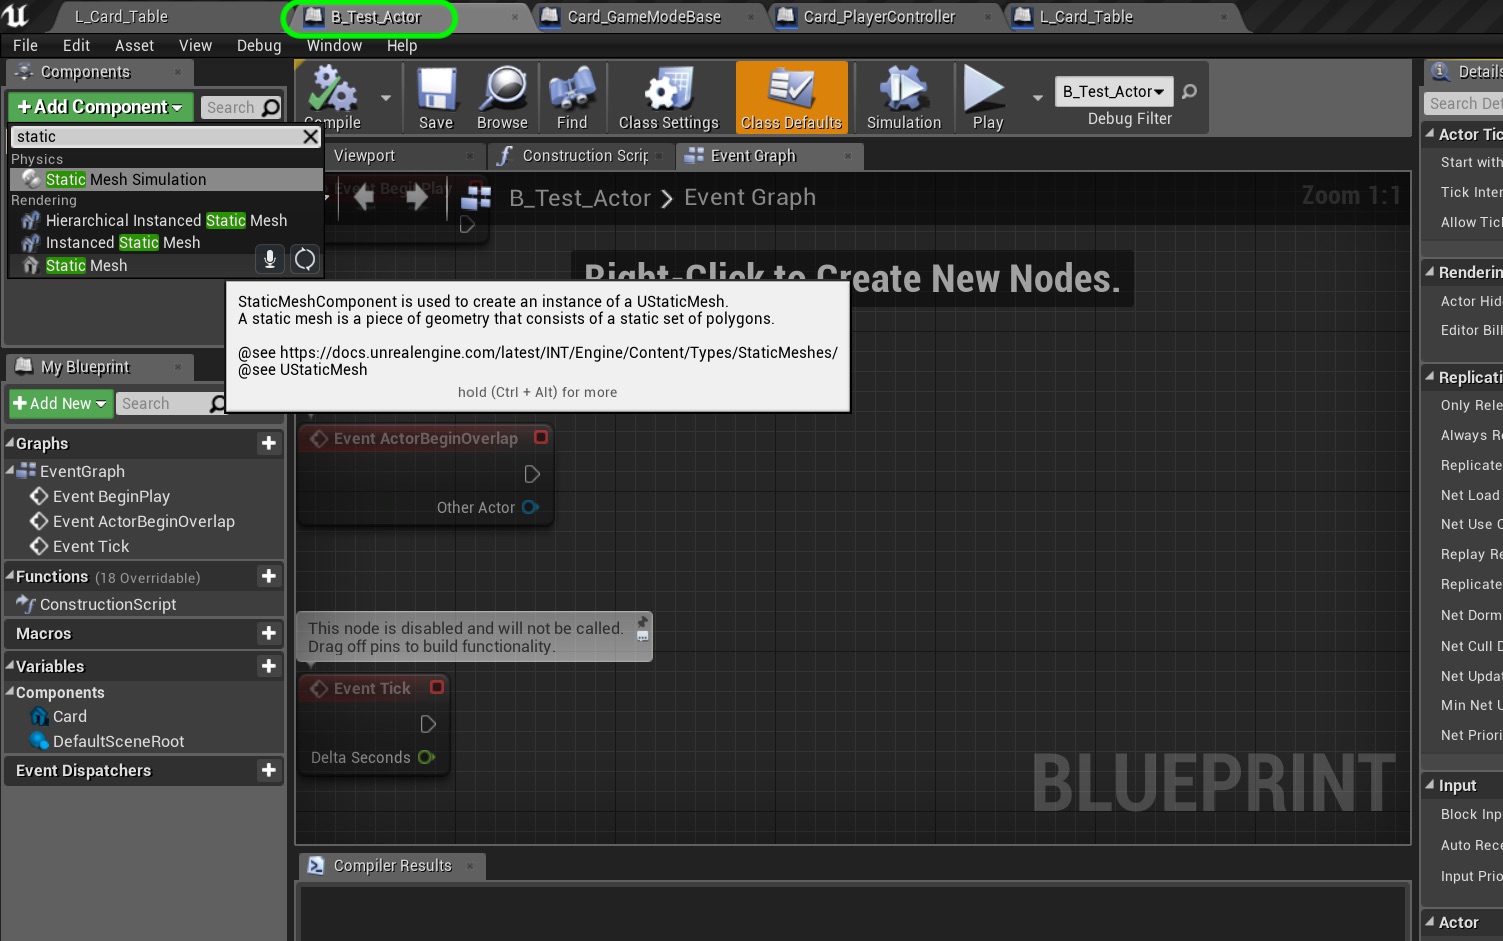 L_Card_Table
B_Test_Actor
Card_GameModeBase
Card_PlayerController
L_Card_Table
File Edit Asset View Debug Window Help
Components
+Add Component
Search
static
Physics
Static Mesh Simulation
Rendering
Hierarchical Instanced Static Mesh
Instanced Static Mesh
Static Mesh
Compile
Save
Browse
Find
Class Settings
Class Defaults
Simulation
Play
B_Test_Actor
Debug Filter
Viewport
Construction Scrip
Event Graph
Event BeginPlay
B_Test_Actor > Event Graph
Zoom 1:1
Right-Click to Create New Nodes.
StaticMeshComponent is used to create an instance of a UStaticMesh.
A static mesh is a piece of geometry that consists of a static set of polygons.
@see https://docs.unrealengine.com/latest/INT/Engine/Content/Types/StaticMeshes/
@see UStaticMesh
hold (Ctrl + Alt) for more
My Blueprint
+Add New
Search
Graphs
EventGraph
Event BeginPlay
Event ActorBeginOverlap
Event Tick
Functions (18 Overridable)
ConstructionScript
Macros
Variables
Components
Card
DefaultSceneRoot
Event Dispatchers
Event ActorBeginOverlap
Other Actor
This node is disabled and will not be called.
Drag off pins to build functionality.
Event Tick
Delta Seconds
BLUEPRINT
Compiler Results
Details
Search Det
Actor Tic
Start with
Tick Inter
Allow Tick
Renderin
Actor Hid
Editor Bill
Replicati
Only Rele
Always Re
Replicate
Net Load
Net Use O
Replay Re
Replicate
Net Dorm
Net Cull D
Net Updat
Min Net U
Net Priori
Input
Block Inp
Auto Rece
Input Prio
Actor